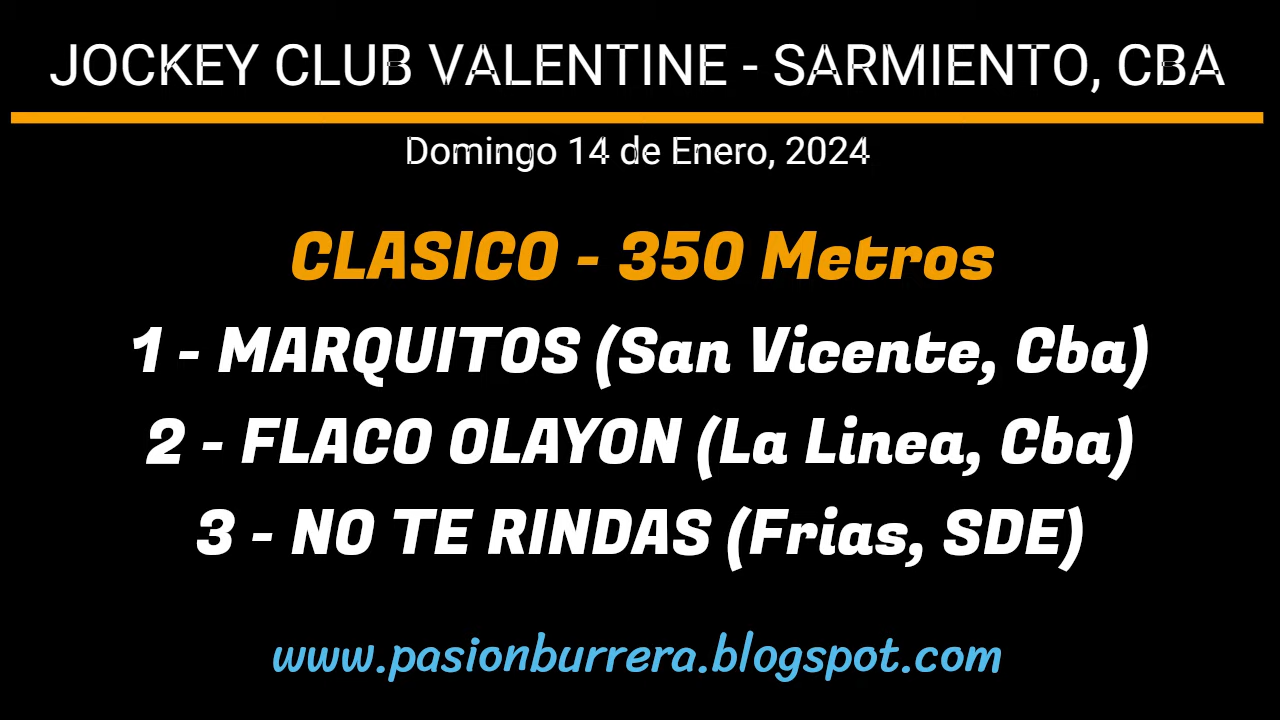 JOCKEY CLUB VALENTINE - SARMIENTO, CBA
Domingo 14 de Enero, 2024
CLASICO - 350 Metros
1 - MARQUITOS (San Vicente, Cba)
2 - FLACO OLAYON (La Linea, Cba)
3 - NO TE RINDAS (Frias, SDE)
www.pasionburrera.blogspot.com